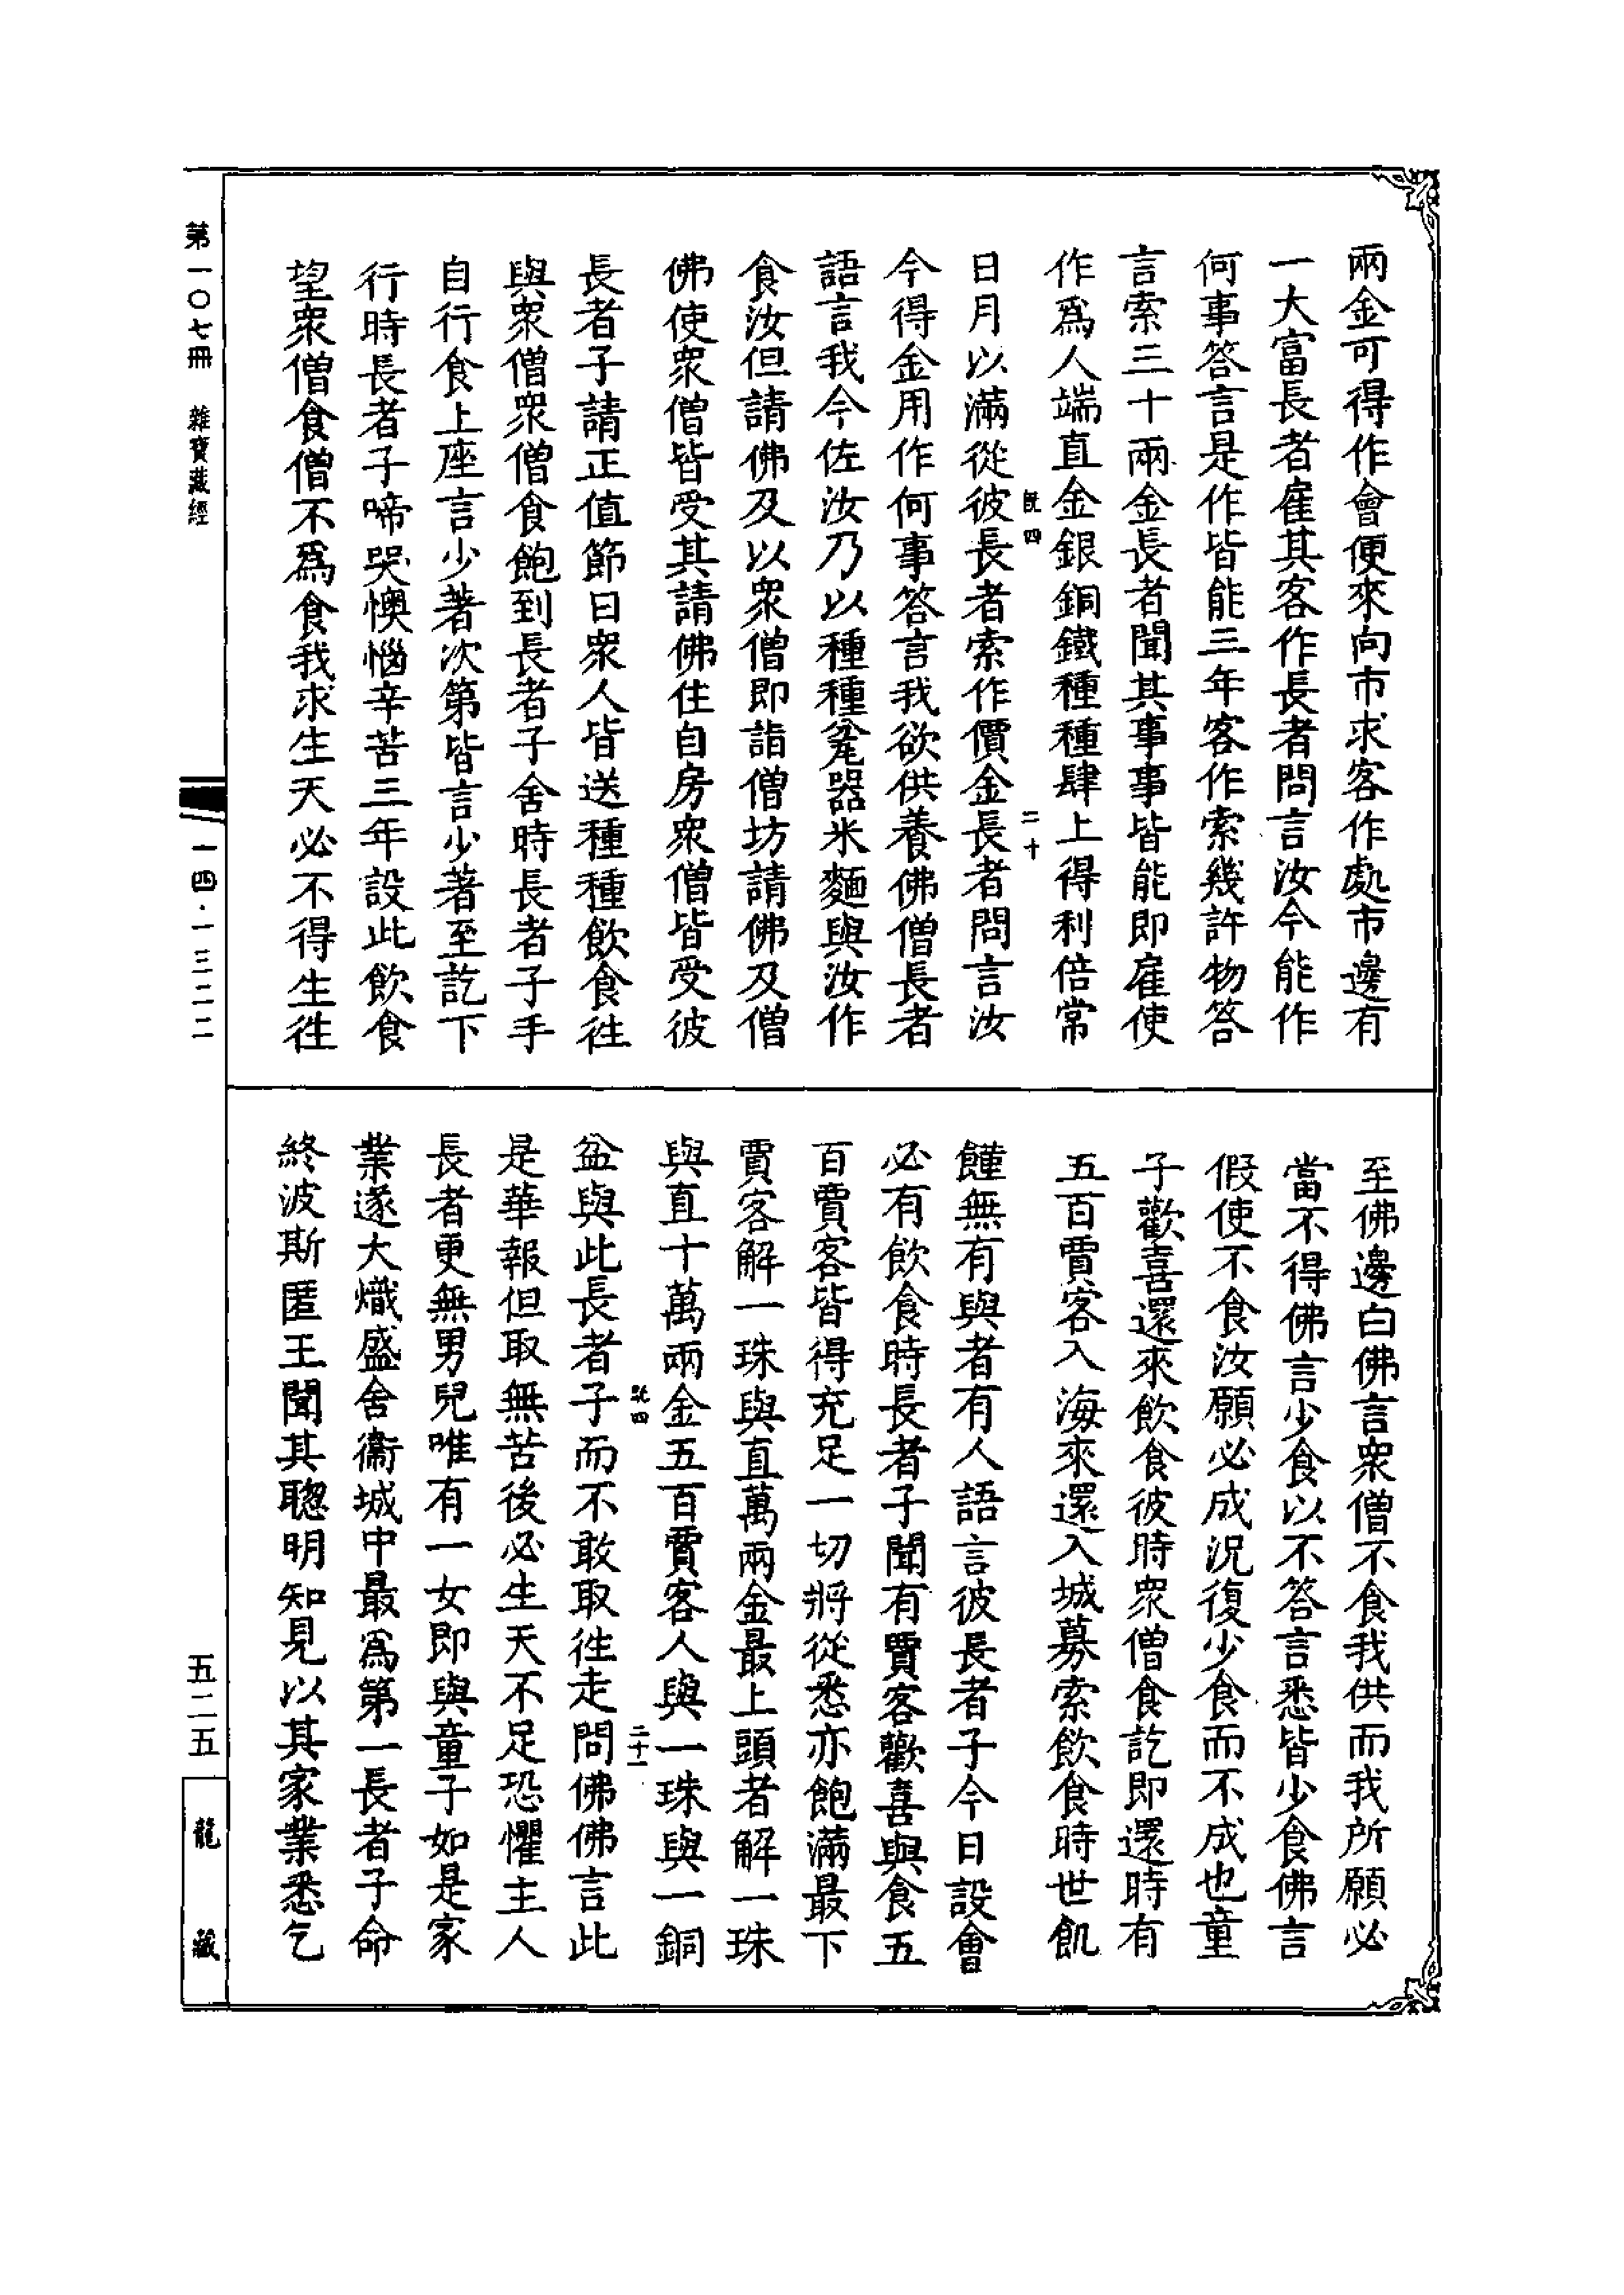 兩金可得作會便來向市求客作處市邊有
一大富長者雇其客作長者問言汝今能作
何事答言是作皆能三年客作索幾許物答
言索三十兩金長者聞其事事皆能即雇使
作爲人端直金銀銅鐵種種肆上得利倍常
四
二十
日月以滿從彼長者索作價金長者問言汝
今得金用作何事答言我欲供養佛僧長者
語言我今佐汝乃以種種瓫器米麵與汝作
食汝但請佛及以衆僧即詣僧坊請佛及僧
佛使衆僧皆受其請佛住自房衆僧皆受彼
長者子請正值節日衆人皆送種種飲食往
與衆僧衆僧食飽到長者子舍時長者子手
自行食上座言少著次第皆言少著至訖下
行時長者子啼哭懊惱辛苦三年設此飲食
望衆僧食僧不爲食我求生天必不得生往
至佛邊白佛言衆僧不食我供而我所願必
當不得佛言少食以不答言悉皆少食佛言
假使不食汝願必成況復少食而不成也童
子歡喜還來飲食彼時衆僧食訖即還時有
五百賈客入海來還入城募索飲食時世飢
饉無有與者有人語言彼長者子今日設會
必有飲食時長者子聞有賈客歡喜與食五
百賈客皆得充足一切將從悉亦飽滿最下
賈客解一珠與直萬兩金最上頭者解一珠
與直十萬兩金五百賈客人與一珠與一銅
四
二十一
盆與此長者子而不敢取往走問佛佛言此
是華報但取無苦後必生天不足恐懼主人
長者更無男兒唯有一女即與童子如是家
業遂大熾盛舍衞城中最爲第一長者子命
終波斯匿王聞其聰明知見以其家業悉乞
第一〇七冊 雜寶藏經
一四·一三二二
五二五
龍藏